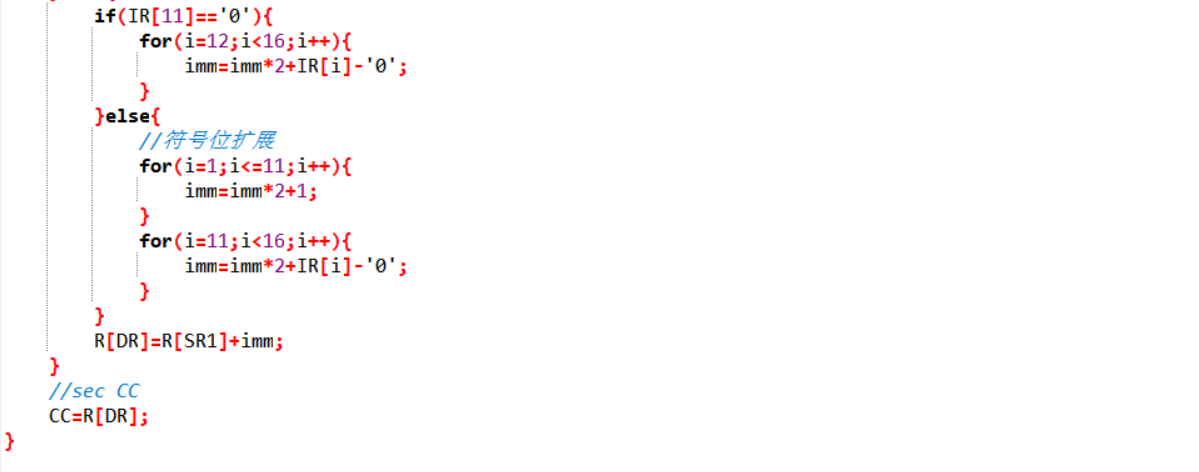 if(IR[11]=='0'){
for(i=12;i<16;i++){
imm=imm*2+IR[i]-'0';
}
}else{
//符号位扩展
for(i=1;i<=11;i++){
imm=imm*2+1;
}
for(i=11;i<16;i++){
imm=imm*2+IR[i]-'0';
}
}
R[DR]=R[SR1]+imm;
}
//sec CC
CC=R[DR];
}